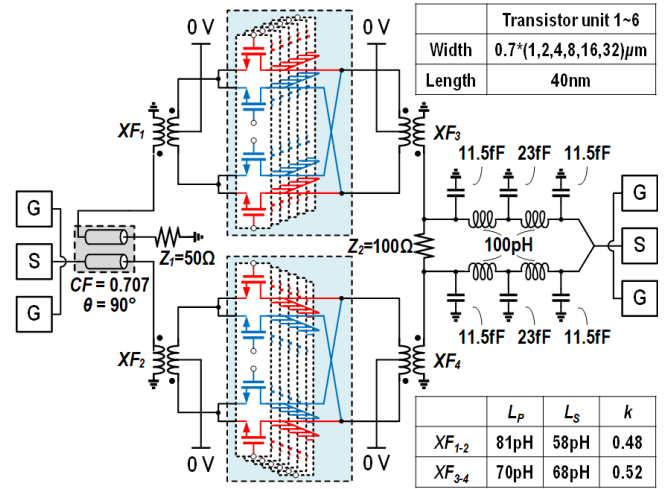 0 V
0 V
Transistor unit 1~6
Width 0.7*(1,2,4,8,16,32)μm
Length 40nm
XF1
XF3
11.5fF 23fF 11.5fF
G
S
G
Z1=50Ω
CF = 0.707
θ = 90°
Z2=100Ω
100pH
G
S
G
11.5fF 23fF 11.5fF
XF2
XF4
0 V
0 V
LP LS k
XF1-2 81pH 58pH 0.48
XF3-4 70pH 68pH 0.52